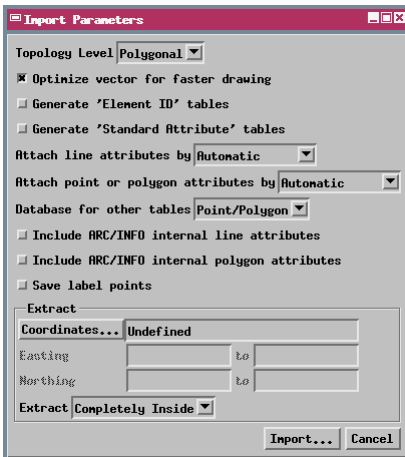 Import Parameters
Topology Level Polygonal
Optimize vector for faster drawing
Generate 'Element ID' tables
Generate 'Standard Attribute' tables
Attach line attributes by Automatic
Attach point or polygon attributes by Automatic
Database for other tables Point/Polygon
Include ARC/INFO internal line attributes
Include ARC/INFO internal polygon attributes
Save label points
Extract
Coordinates... Undefined
Easting to
Northing to
Extract Completely Inside
Import... Cancel